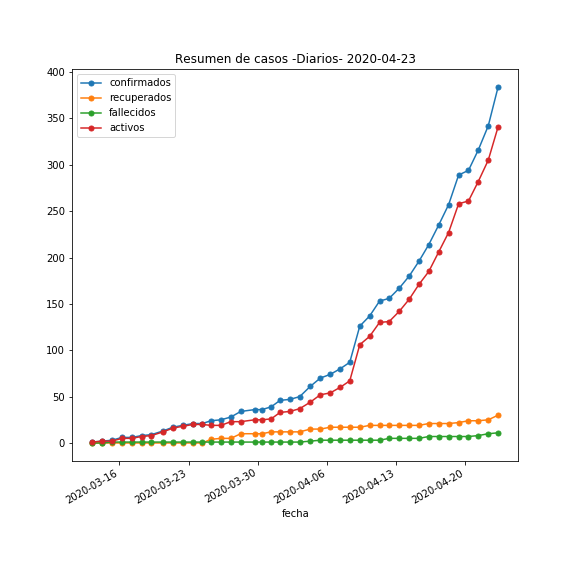 Resumen de casos -Diarios- 2020-04-23
confirmados
recuperados
fallecidos
activos
400
350
300
250
200
150
100
50
0
2020-03-16
2020-03-23
2020-03-30
2020-04-06
2020-04-13
2020-04-20
fecha